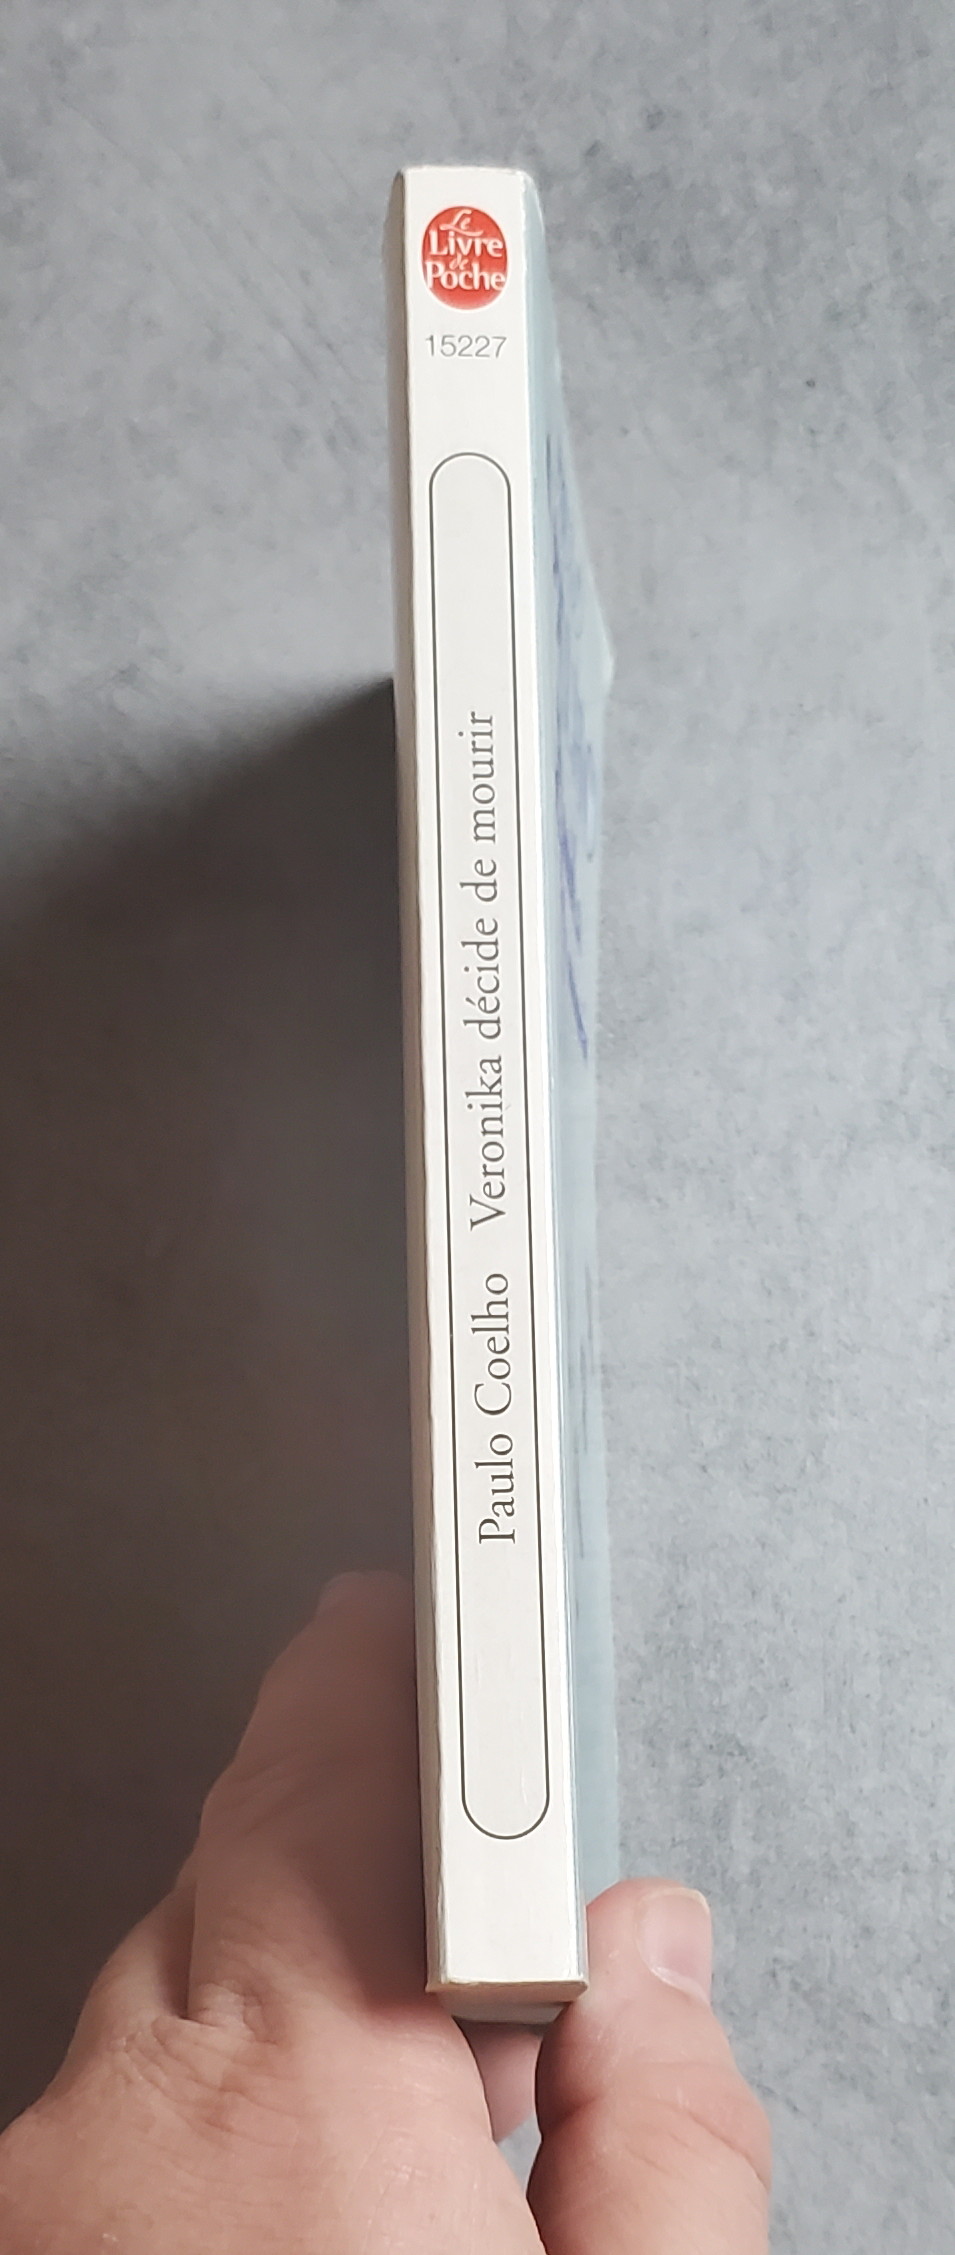 Le
Livre
de
Poche
15227
Paulo Coelho Veronika décide de mourir